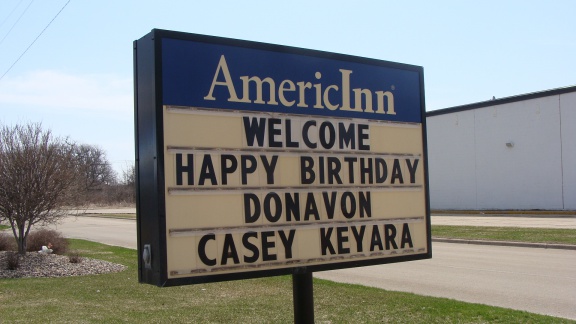 AmericInn
WELCOME
HAPPY BIRTHDAY
DONAVON
CASEY KEYARA